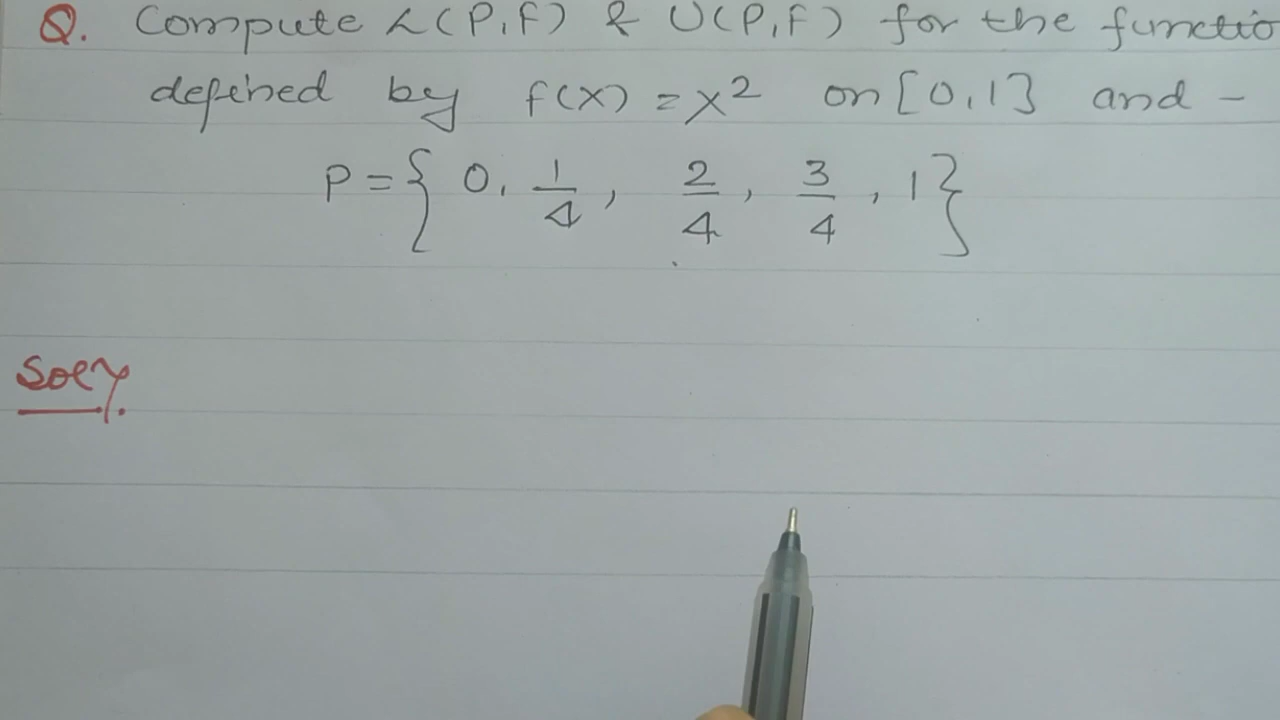 Q. Compute L(P,F) & U(P,F) for the functio
defined by f(x) = x² on [0,1] and -
P = { 0, 1/4, 2/4, 3/4, 1 }
Soln.